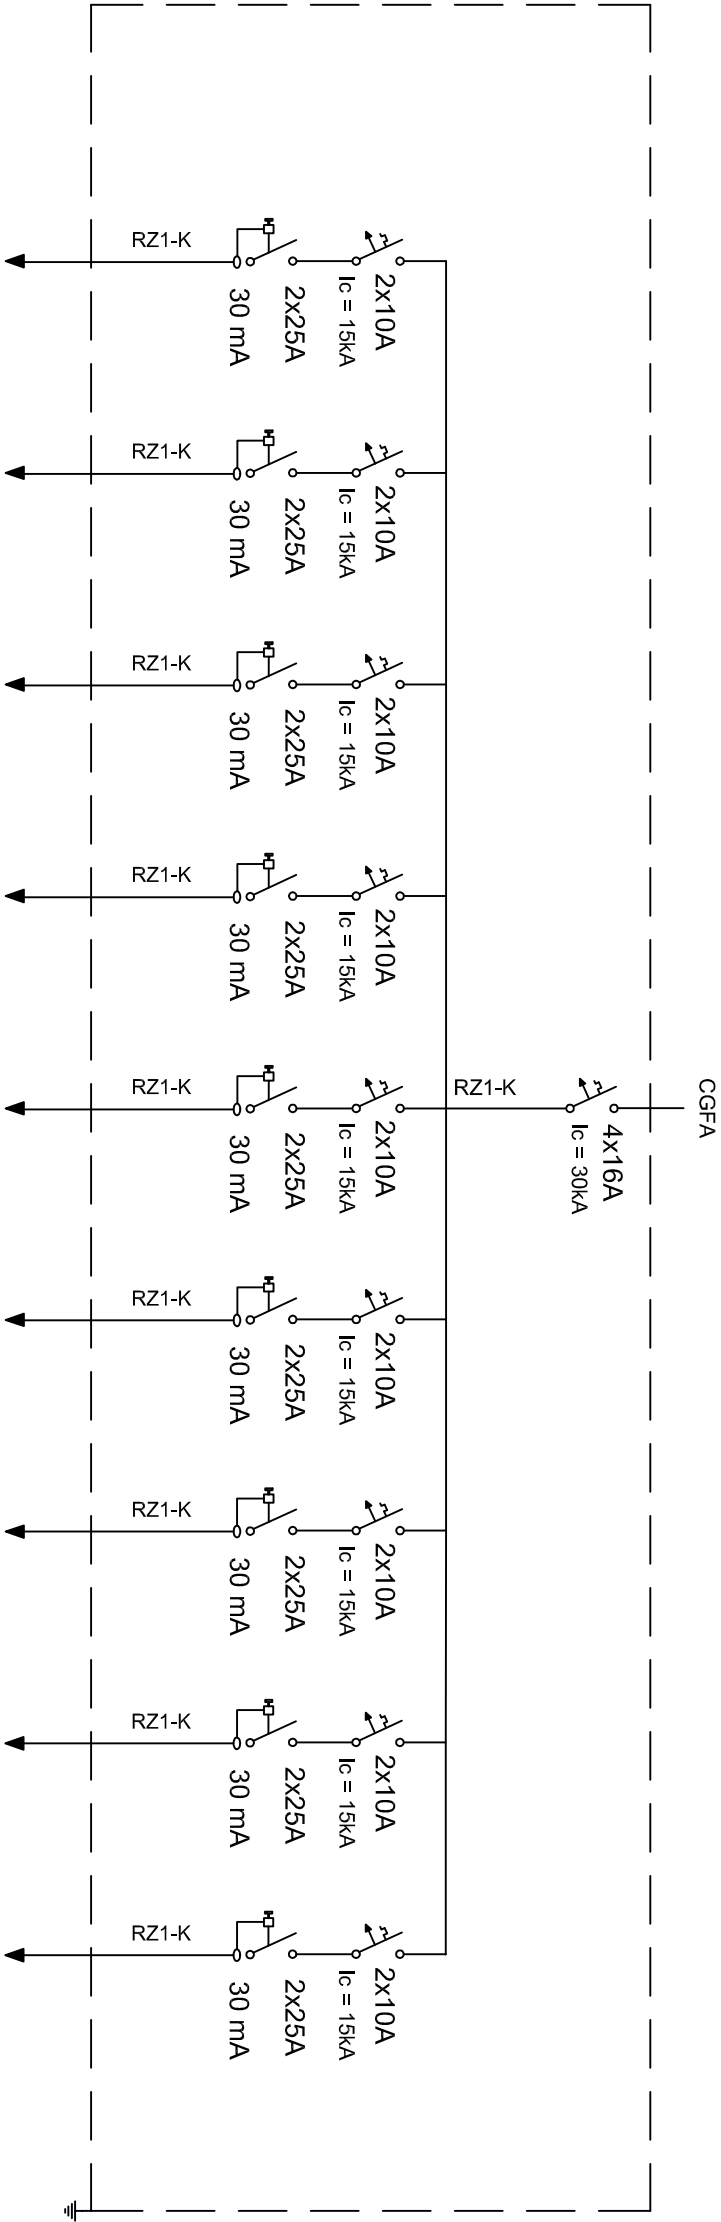 CGFA
4x16A
Ic = 30kA
RZ1-K
2x10A
Ic = 15kA
2x25A
30 mA
RZ1-K
2x10A
Ic = 15kA
2x25A
30 mA
RZ1-K
2x10A
Ic = 15kA
2x25A
30 mA
RZ1-K
2x10A
Ic = 15kA
2x25A
30 mA
RZ1-K
2x10A
Ic = 15kA
2x25A
30 mA
RZ1-K
2x10A
Ic = 15kA
2x25A
30 mA
RZ1-K
2x10A
Ic = 15kA
2x25A
30 mA
RZ1-K
2x10A
Ic = 15kA
2x25A
30 mA
RZ1-K
2x10A
Ic = 15kA
2x25A
30 mA
RZ1-K